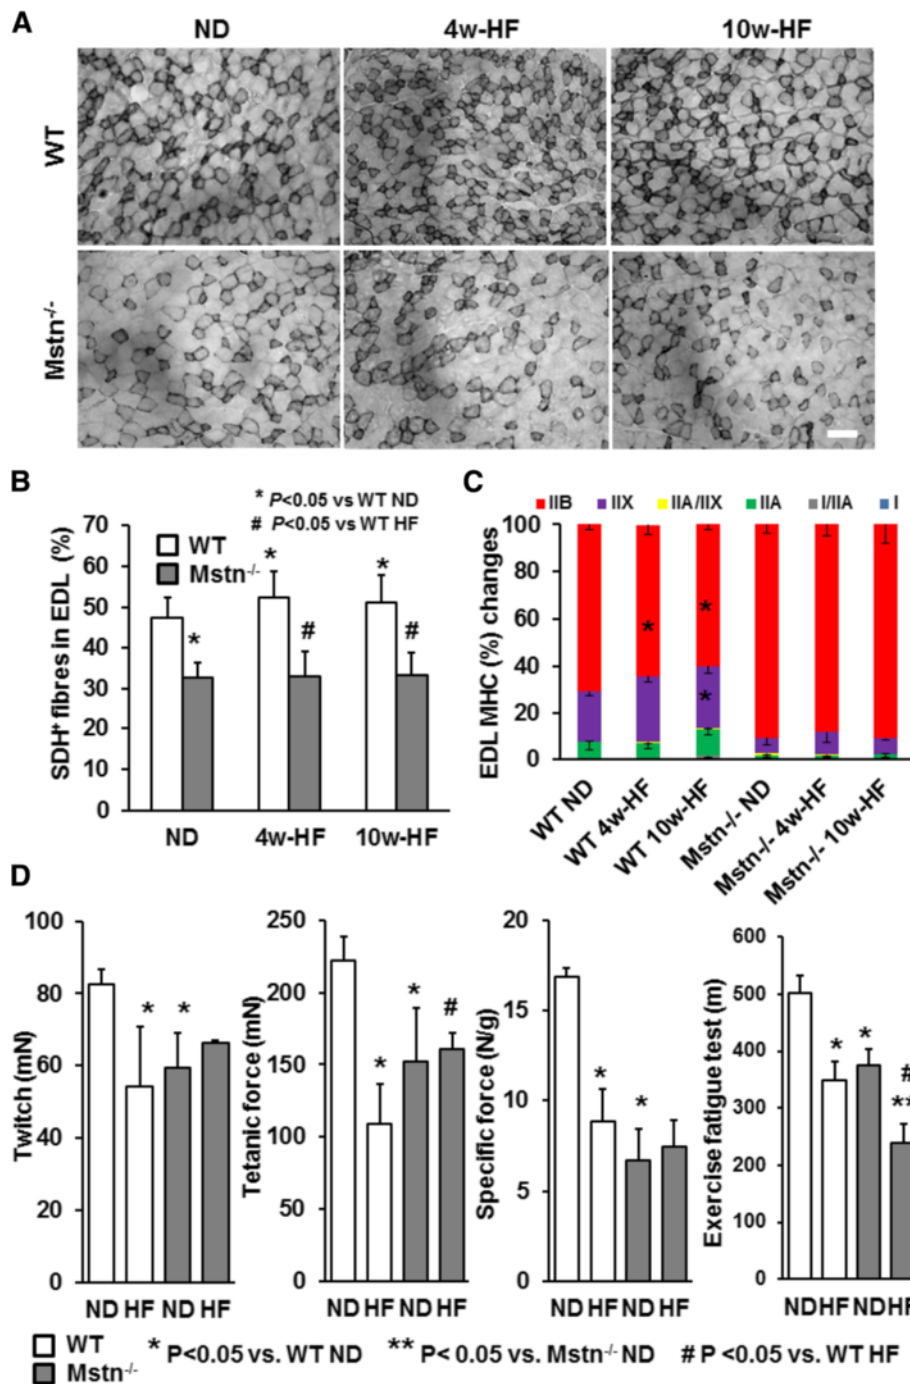 A
ND 4w-HF 10w-HF
WT
Mstn-/-
B
* P<0.05 vs WT ND
# P<0.05 vs WT HF
SDH+ fibres in EDL (%)
70
60
50
40
30
20
10
0
WT
Mstn-/-
* * * # #
ND 4w-HF 10w-HF
C
IIB IIX IIA/IIX IIA I/IIA I
EDL MHC (%) changes
100
80
60
40
20
0
* * *
WT ND
WT 4w-HF
WT 10w-HF
Mstn-/- ND
Mstn-/- 4w-HF
Mstn-/- 10w-HF
D
Twitch (mN)
100
80
60
40
20
0
* *
ND HF ND HF
Tetanic force (mN)
250
200
150
100
50
0
* * #
ND HF ND HF
Specific force (N/g)
20
15
10
5
0
* *
ND HF ND HF
Exercise fatigue test (m)
600
500
400
300
200
100
0
* * # **
ND HF ND HF
WT
Mstn-/-
* P<0.05 vs. WT ND ** P< 0.05 vs. Mstn-/- ND # P <0.05 vs. WT HF